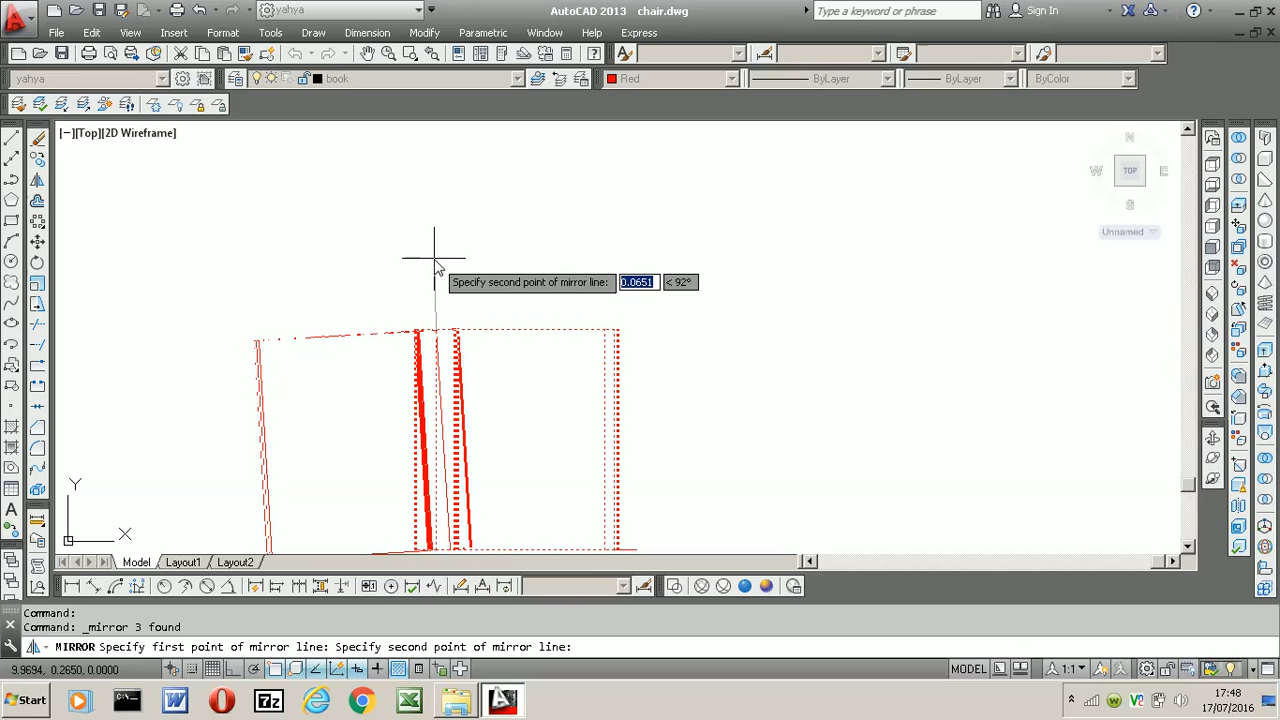 yahya
AutoCAD 2013 chair.dwg
Type a keyword or phrase
Sign In
File Edit View Insert Format Tools Draw Dimension Modify Parametric Window Help Express
yahya
book
Red
ByLayer
ByLayer
ByColor
[−][Top][2D Wireframe]
N
W
TOP
E
S
Unnamed
Specify second point of mirror line:
0.0651
< 92°
Y
X
Model
Layout1
Layout2
Command:
Command: _mirror 3 found
MIRROR Specify first point of mirror line: Specify second point of mirror line:
9.9694, 0.2650, 0.0000
MODEL
1:1
Start
17:48
17/07/2016